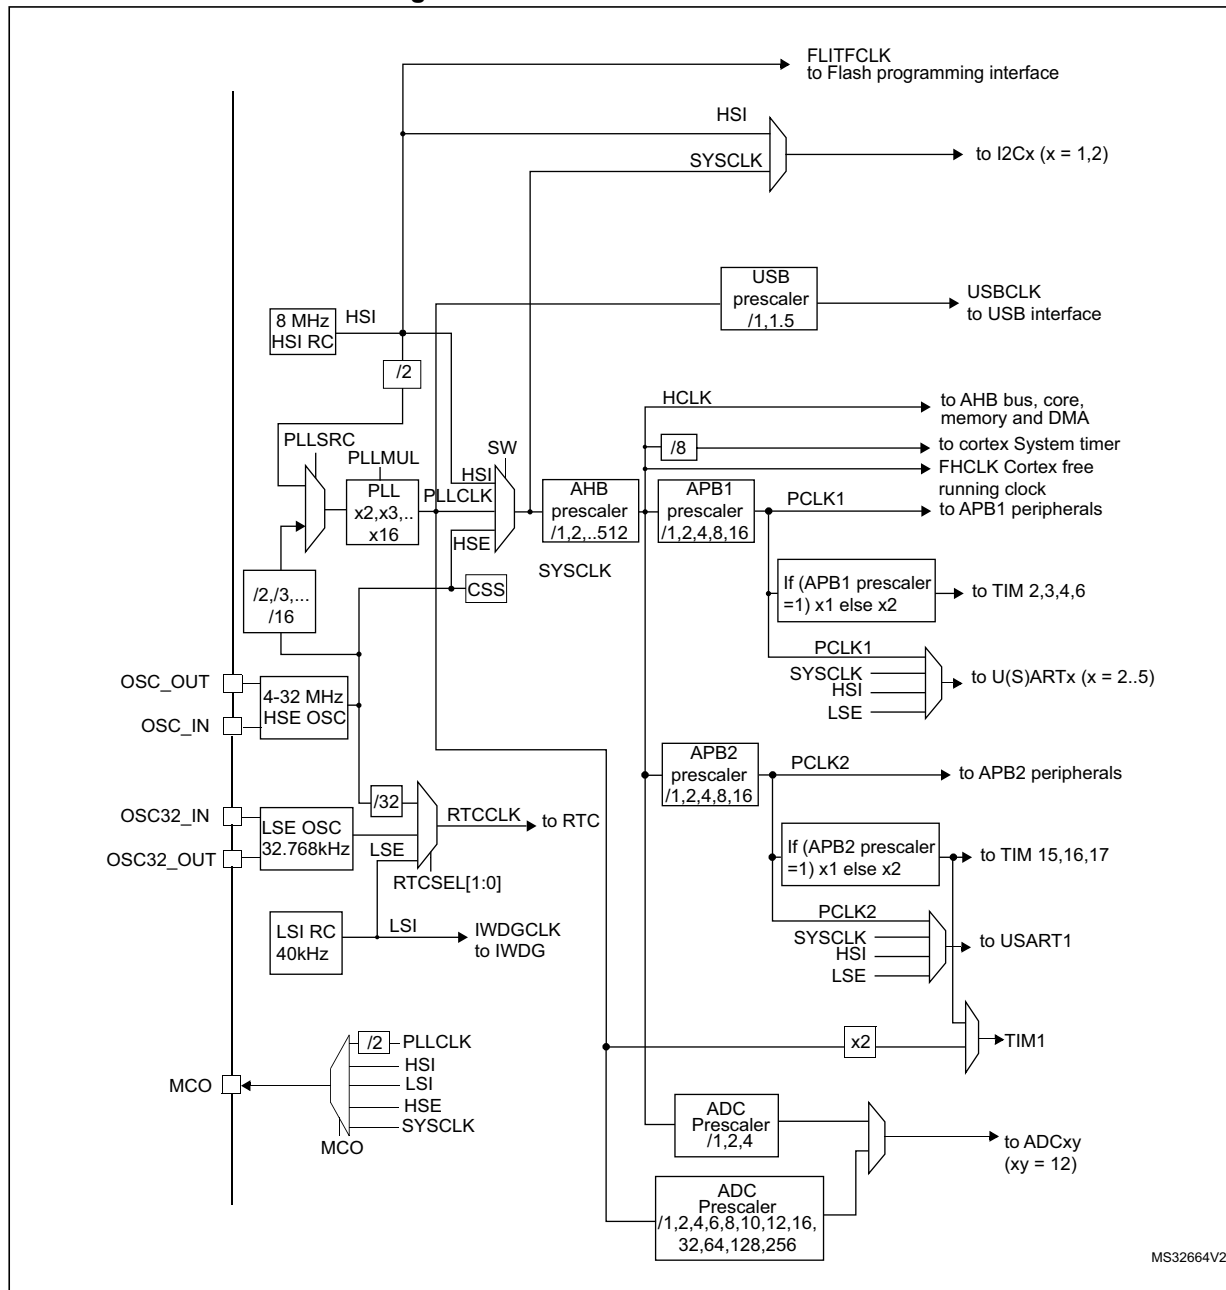 FLITFCLK
to Flash programming interface
HSI
SYSCLK
to I2Cx (x = 1,2)
USB
prescaler
/1,1.5
USBCLK
to USB interface
8 MHz
HSI RC
HSI
/2
HCLK
to AHB bus, core,
memory and DMA
/8
to cortex System timer
FHCLK Cortex free
running clock
PLLSRC
PLLMUL
PLL
x2,x3,..
x16
SW
HSI
PLLCLK
HSE
AHB
prescaler
/1,2,..512
APB1
prescaler
/1,2,4,8,16
PCLK1
to APB1 peripherals
SYSCLK
CSS
/2,/3,...
/16
If (APB1 prescaler
=1) x1 else x2
to TIM 2,3,4,6
PCLK1
SYSCLK
HSI
LSE
to U(S)ARTx (x = 2..5)
OSC_OUT
OSC_IN
4-32 MHz
HSE OSC
APB2
prescaler
/1,2,4,8,16
PCLK2
to APB2 peripherals
/32
OSC32_IN
OSC32_OUT
LSE OSC
32.768kHz
LSE
RTCCLK
to RTC
RTCSEL[1:0]
If (APB2 prescaler
=1) x1 else x2
to TIM 15,16,17
LSI RC
40kHz
LSI
IWDGCLK
to IWDG
PCLK2
SYSCLK
HSI
LSE
to USART1
x2
TIM1
MCO
/2
PLLCLK
HSI
LSI
HSE
SYSCLK
MCO
ADC
Prescaler
/1,2,4
to ADCxy
(xy = 12)
ADC
Prescaler
/1,2,4,6,8,10,12,16,
32,64,128,256
MS32664V2